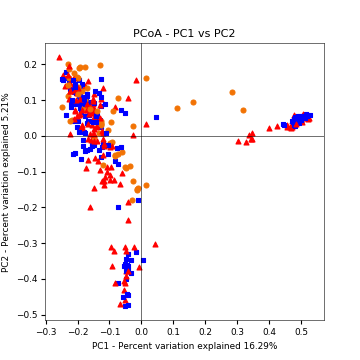 PCoA - PC1 vs PC2
PC2 - Percent variation explained 5.21%
0.2
0.1
0.0
−0.1
−0.2
−0.3
−0.4
−0.5
−0.3 −0.2 −0.1 0.0 0.1 0.2 0.3 0.4 0.5
PC1 - Percent variation explained 16.29%